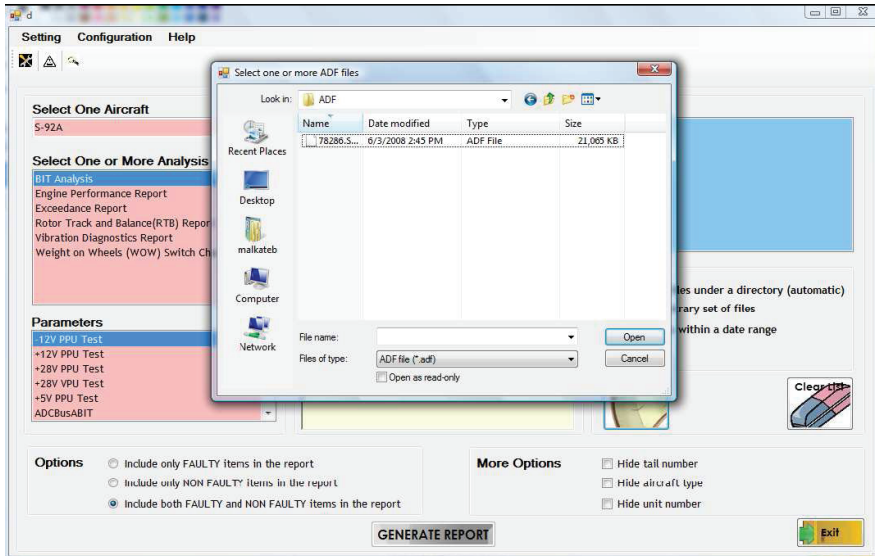 d
Setting Configuration Help
Select one or more ADF files
Look in: ADF
Name Date modified Type Size
78286.S... 6/3/2008 2:45 PM ADF File 21,065 KB
Recent Places
Desktop
malkateb
Computer
Network
File name:
Open
Files of type: ADF file (*.adf)
Cancel
Open as read-only
Select One Aircraft
S-92A
Select One or More Analysis
BIT Analysis
Engine Performance Report
Exceedance Report
Rotor Track and Balance(RTB) Repor
Vibration Diagnostics Report
Weight on Wheels (WOW) Switch Ch
Parameters
-12V PPU Test
+12V PPU Test
+28V PPU Test
+28V VPU Test
+5V PPU Test
ADCBusABIT
les under a directory (automatic)
rary set of files
within a date range
Clear List
Options
Include only FAULTY items in the report
Include only NON FAULTY items in the report
Include both FAULTY and NON FAULTY items in the report
More Options
Hide tail number
Hide aircraft type
Hide unit number
GENERATE REPORT
Exit